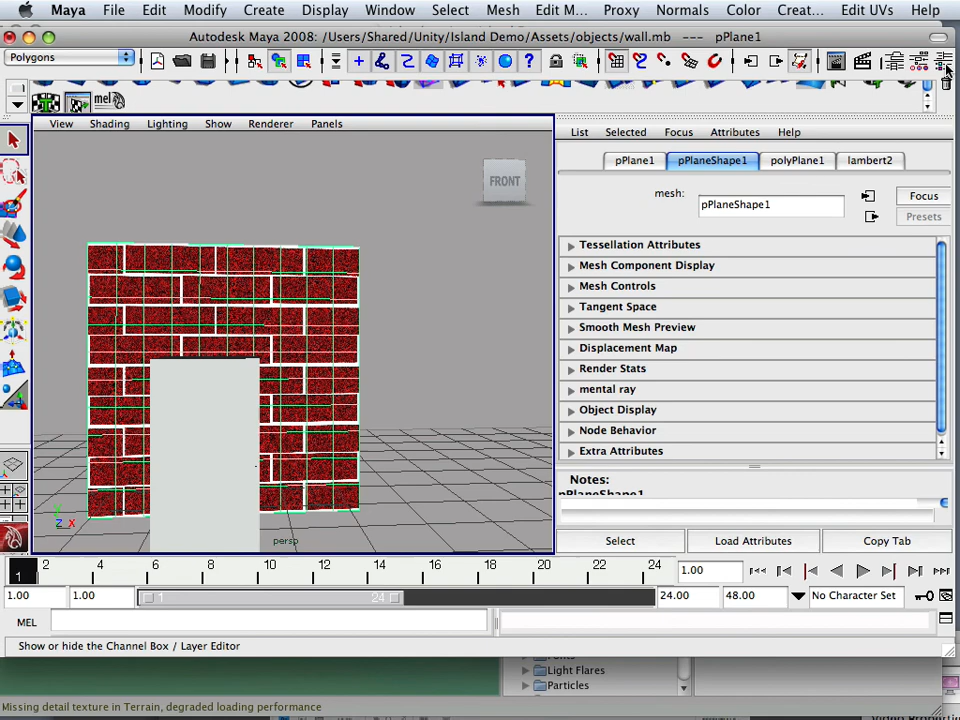 Maya File Edit Modify Create Display Window Select Mesh Edit M... Proxy Normals Color Creat... Edit UVs Help
Autodesk Maya 2008: /Users/Shared/Unity/Island Demo/Assets/objects/wall.mb --- pPlane1
Polygons
mel
View Shading Lighting Show Renderer Panels
List Selected Focus Attributes Help
pPlane1 pPlaneShape1 polyPlane1 lambert2
FRONT
mesh: pPlaneShape1 Focus
Presets
Tessellation Attributes
Mesh Component Display
Mesh Controls
Tangent Space
Smooth Mesh Preview
Displacement Map
Render Stats
mental ray
Object Display
Node Behavior
Extra Attributes
Notes:
pPlaneShape1
Y
Z X
persp
Select Load Attributes Copy Tab
1 2 4 6 8 10 12 14 16 18 20 22 24 1.00
1.00 1.00 1 24 24.00 48.00 No Character Set
MEL
Show or hide the Channel Box / Layer Editor
Light Flares
Particles
Missing detail texture in Terrain, degraded loading performance